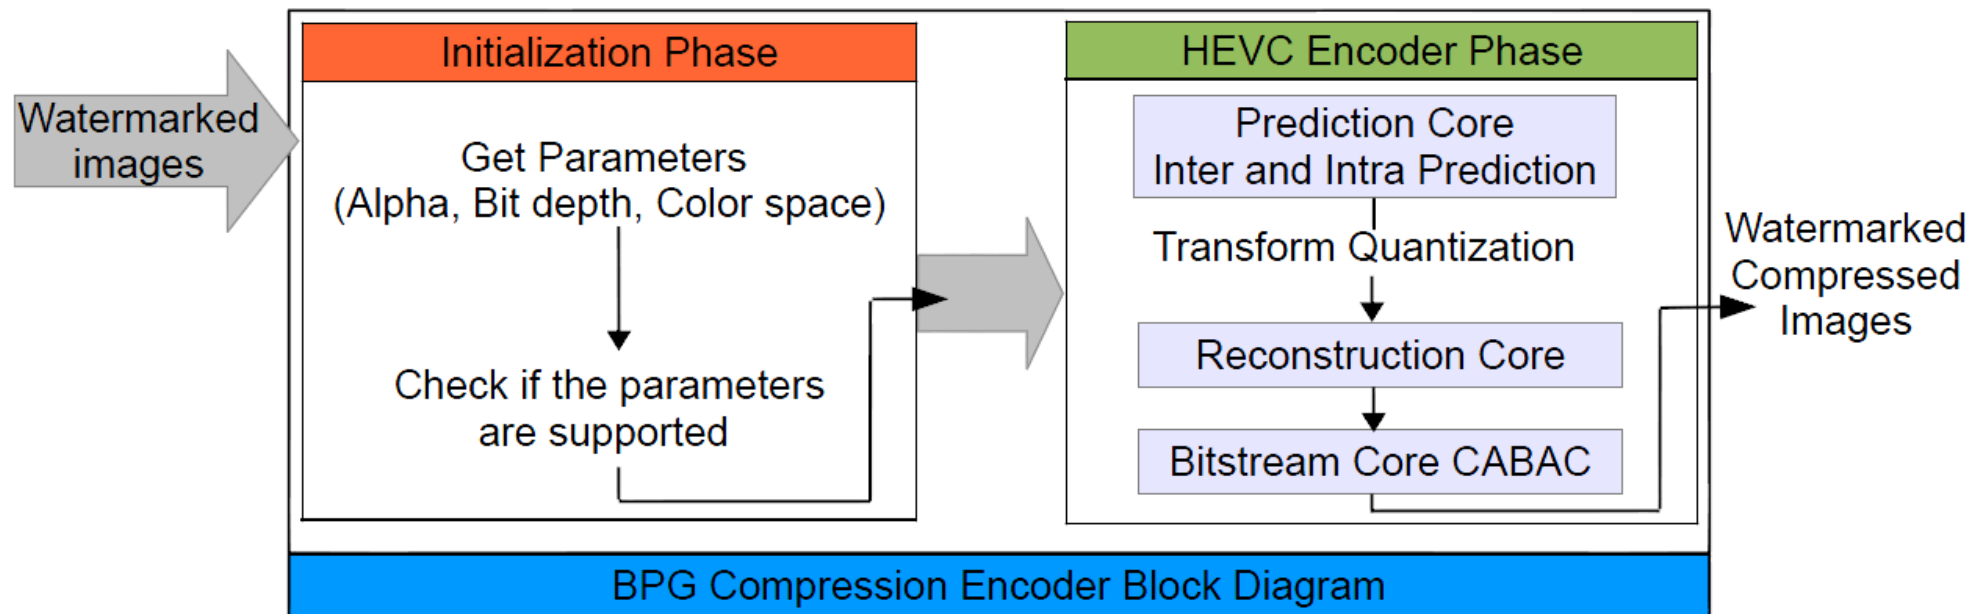 Watermarked
images
Initialization Phase
Get Parameters
(Alpha, Bit depth, Color space)
Check if the parameters
are supported
HEVC Encoder Phase
Prediction Core
Inter and Intra Prediction
Transform Quantization
Reconstruction Core
Bitstream Core CABAC
Watermarked
Compressed
Images
BPG Compression Encoder Block Diagram